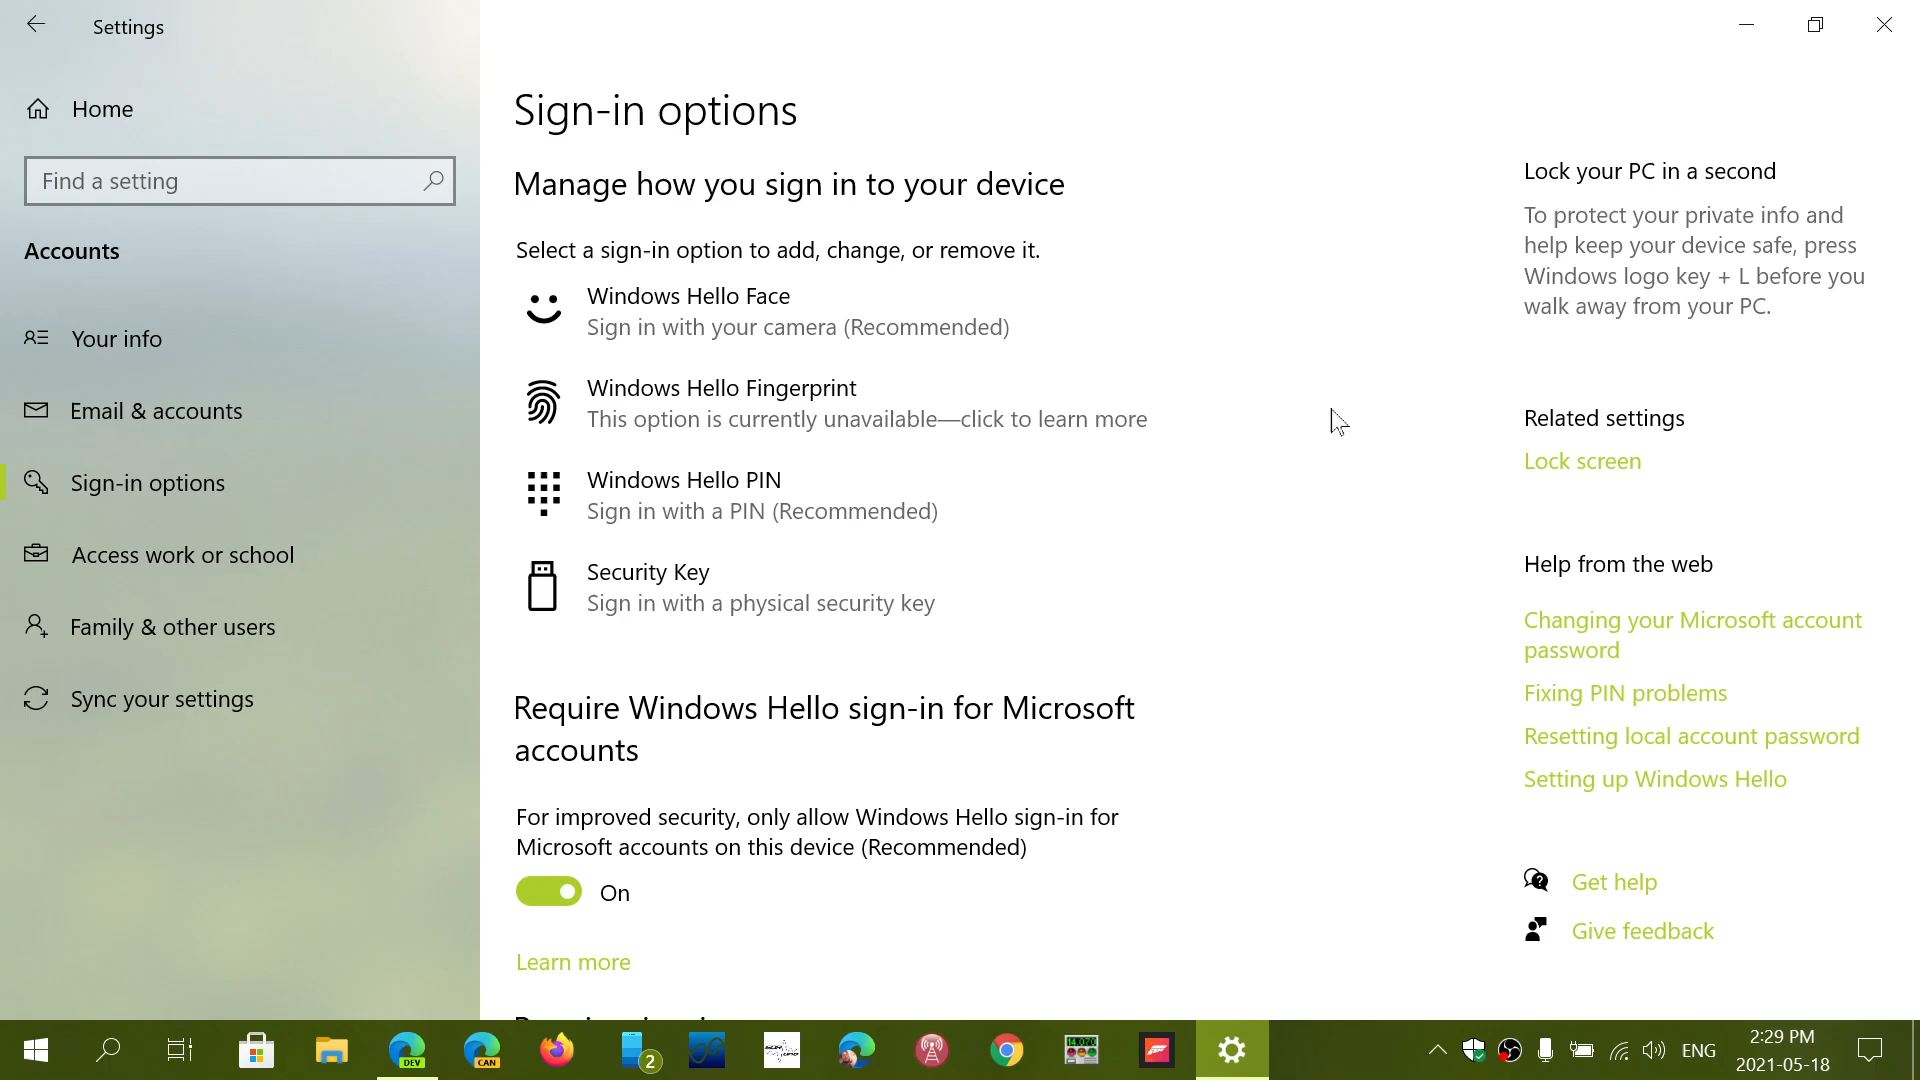 Settings
Home
Find a setting
Accounts
Your info
Email & accounts
Sign-in options
Access work or school
Family & other users
Sync your settings
Sign-in options
Manage how you sign in to your device
Select a sign-in option to add, change, or remove it.
Windows Hello Face
Sign in with your camera (Recommended)
Windows Hello Fingerprint
This option is currently unavailable—click to learn more
Windows Hello PIN
Sign in with a PIN (Recommended)
Security Key
Sign in with a physical security key
Require Windows Hello sign-in for Microsoft
accounts
For improved security, only allow Windows Hello sign-in for
Microsoft accounts on this device (Recommended)
On
Learn more
Lock your PC in a second
To protect your private info and
help keep your device safe, press
Windows logo key + L before you
walk away from your PC.
Related settings
Lock screen
Help from the web
Changing your Microsoft account
password
Fixing PIN problems
Resetting local account password
Setting up Windows Hello
Get help
Give feedback
DEV
CAN
2
ENG
2:29 PM
2021-05-18